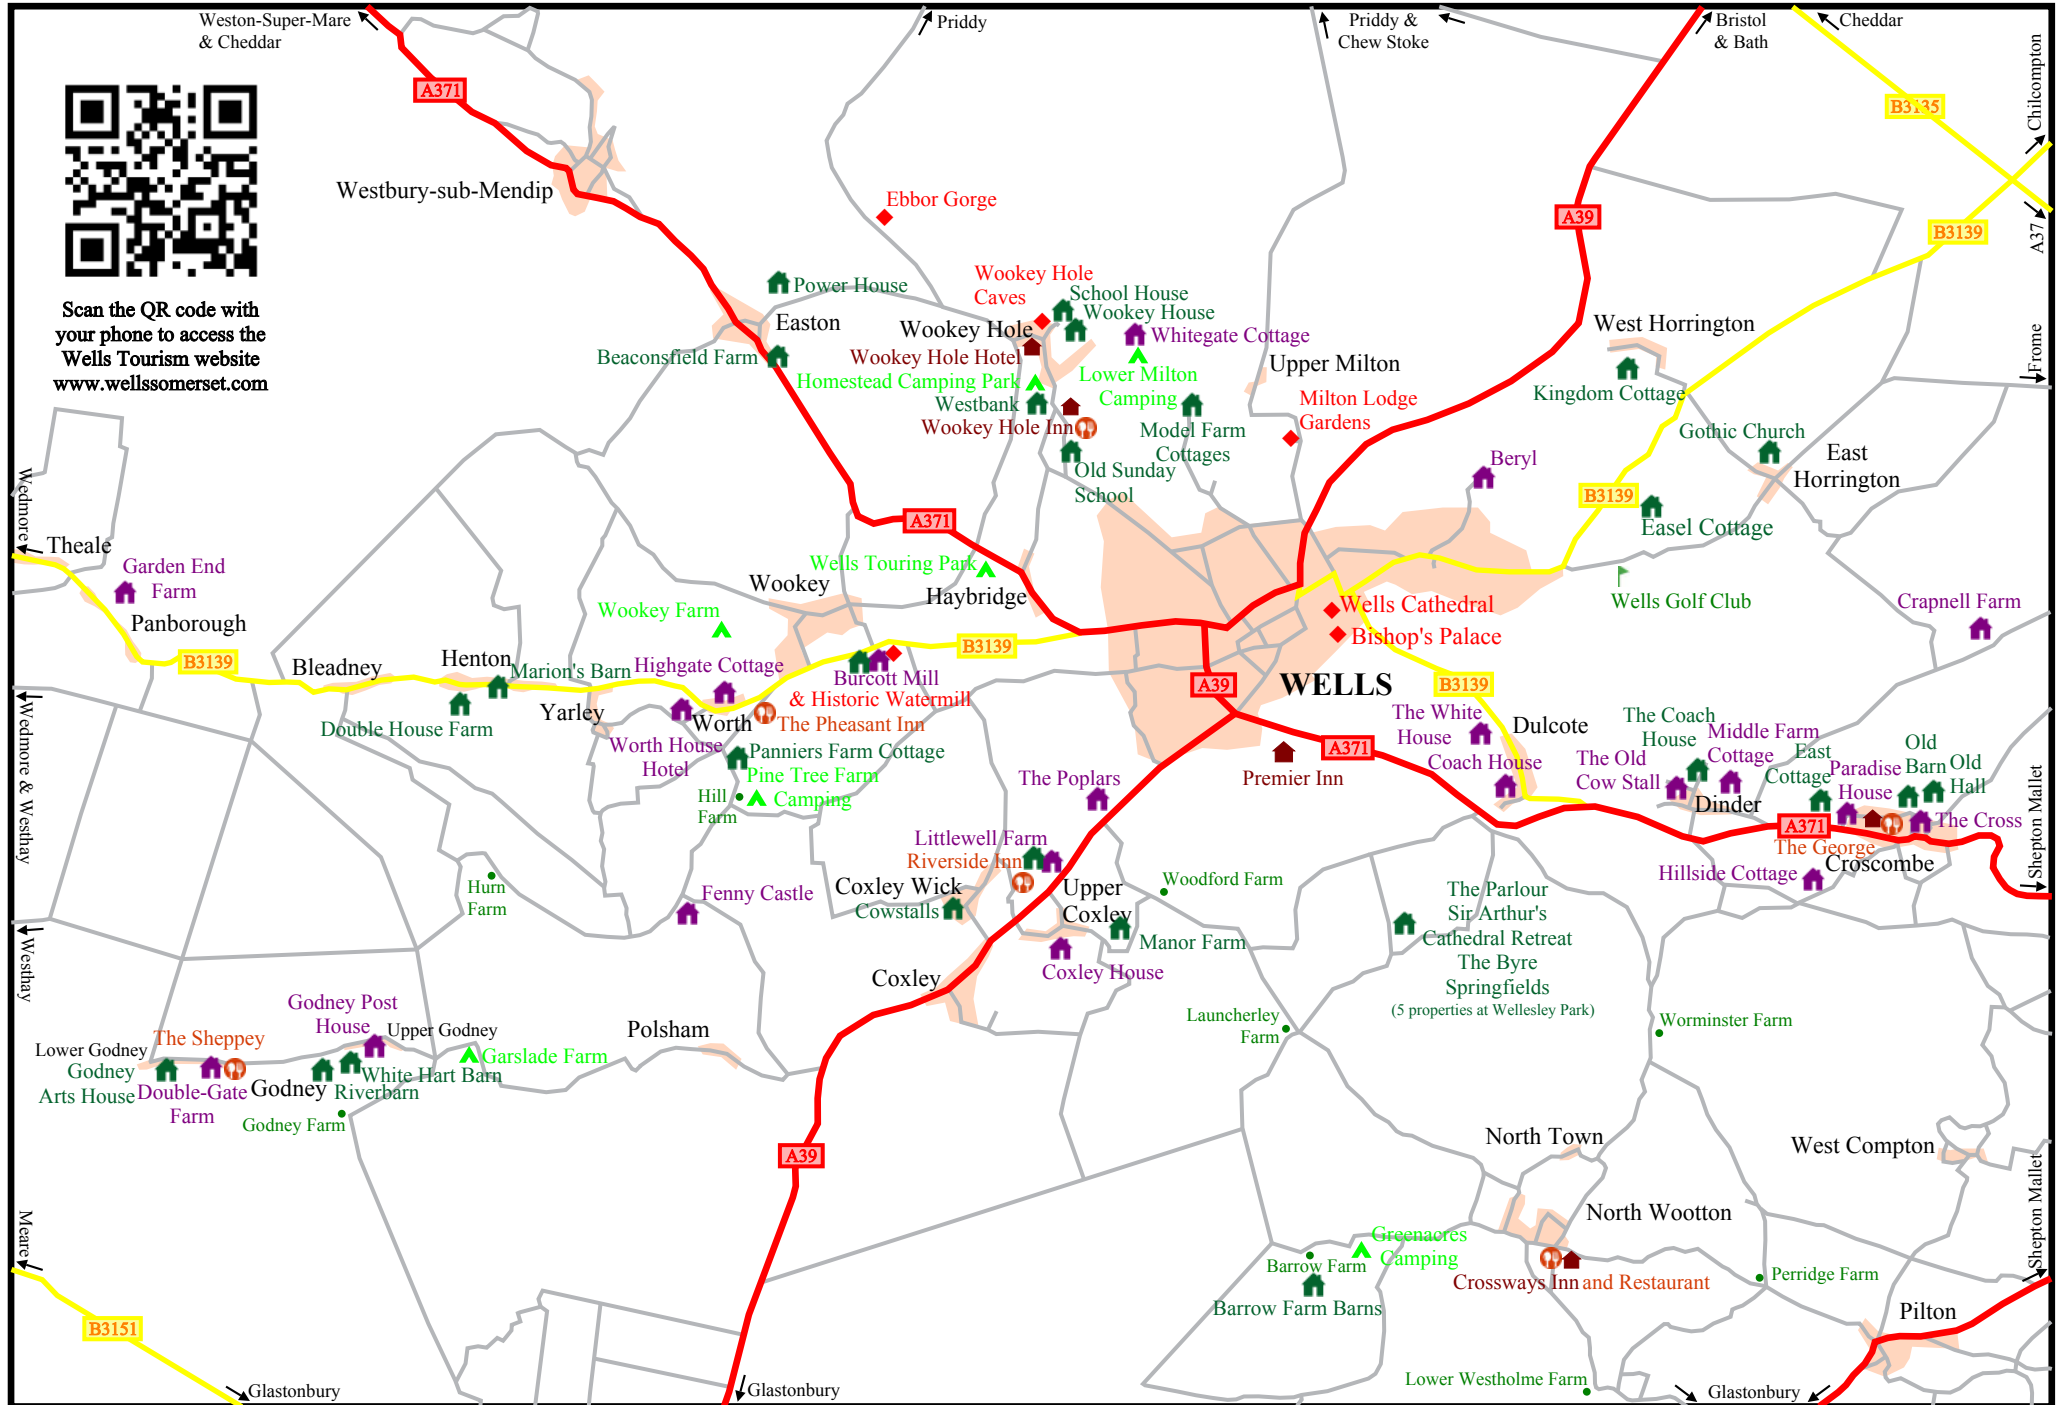 Weston-Super-Mare
& Cheddar
Priddy
Priddy &
Chew Stoke
Bristol
& Bath
Cheddar
A371
B3135
Chilcompton
Westbury-sub-Mendip
Ebbor Gorge
A39
B3139
A37
Scan the QR code with
your phone to access the
Wells Tourism website
www.wellssomerset.com
Power House
Easton
Beaconsfield Farm
Wookey Hole
Caves
School House
Wookey House
Wookey Hole
Whitegate Cottage
Wookey Hole Hotel
Homestead Camping Park
Lower Milton
Camping
Westbank
Wookey Hole Inn
Model Farm
Cottages
Old Sunday
School
Upper Milton
Milton Lodge
Gardens
West Horrington
Kingdom Cottage
Frome
Gothic Church
East
Horrington
Beryl
B3139
Easel Cottage
Wedmore
Theale
Garden End
Farm
Panborough
B3139
Bleadney
Henton
Marion's Barn
Double House Farm
Yarley
A371
Wells Touring Park
Haybridge
Wookey
Wookey Farm
Highgate Cottage
B3139
Burcott Mill
& Historic Watermill
The Pheasant Inn
Worth
Worth House
Hotel
Panniers Farm Cottage
Pine Tree Farm
Camping
Hill
Farm
Wells Cathedral
Bishop's Palace
WELLS
A39
B3139
Wells Golf Club
Crapnell Farm
The White
House
Dulcote
Coach House
A371
Premier Inn
The Poplars
The Coach
House
Middle Farm
Cottage
The Old
Cow Stall
Dinder
East
Cottage
Paradise
House
Old
Barn
Old
Hall
The Cross
A371
The George
Croscombe
Hillside Cottage
Shepton Mallet
Wedmore & Westhay
Westhay
Hurn
Farm
Fenny Castle
Littlewell Farm
Riverside Inn
Coxley Wick
Cowstalls
Upper
Coxley
Woodford Farm
Manor Farm
Coxley House
Coxley
The Parlour
Sir Arthur's
Cathedral Retreat
The Byre
Springfields
(5 properties at Wellesley Park)
Launcherley
Farm
Worminster Farm
Godney Post
House
Upper Godney
The Sheppey
Lower Godney
Godney
Arts House
Double-Gate
Farm
Godney
White Hart Barn
Riverbarn
Godney Farm
Garslade Farm
Polsham
A39
North Town
West Compton
North Wootton
Greenacres
Camping
Barrow Farm
Barrow Farm Barns
Crossways Inn and Restaurant
Perridge Farm
Pilton
Shepton Mallet
Meare
B3151
Glastonbury
Glastonbury
Lower Westholme Farm
Glastonbury